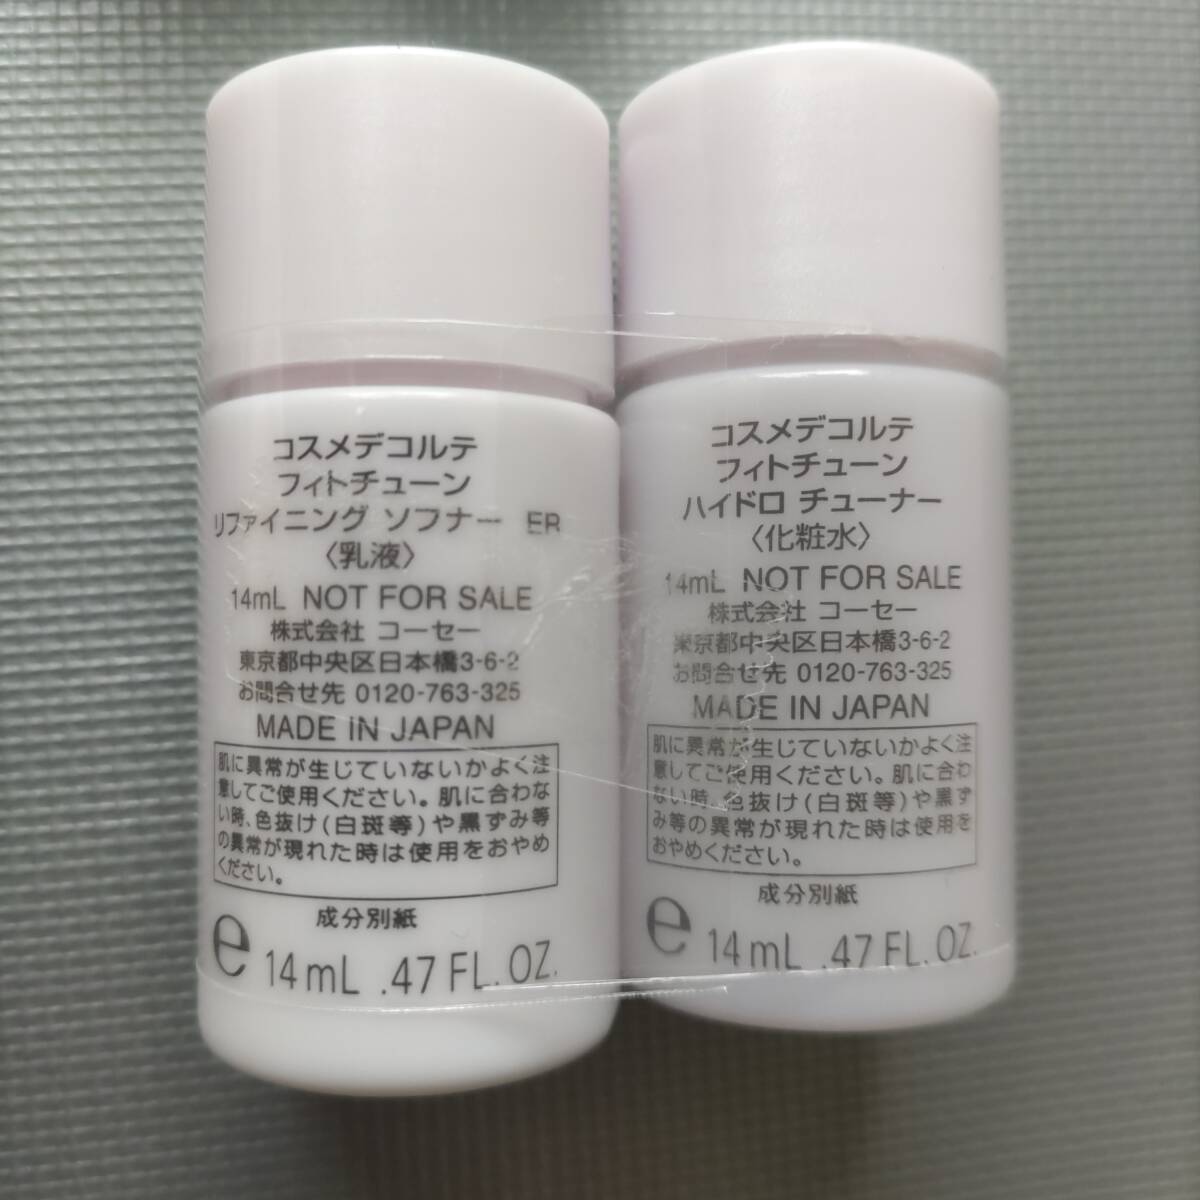 コスメデコルテ
フィトチューン
リファイニング ソフナー ER
〈乳液〉
14mL NOT FOR SALE
株式会社 コーセー
東京都中央区日本橋3-6-2
お問合せ先 0120-763-325
MADE IN JAPAN
肌に異常が生じていないかよく注
意してご使用ください。肌に合わな
い時、色抜け(白斑等)や黒ずみ等
の異常が現れた時は使用をおやめ
ください。
成分別紙
e 14mL .47 FL. OZ.
コスメデコルテ
フィトチューン
ハイドロ チューナー
〈化粧水〉
14mL NOT FOR SALE
株式会社 コーセー
東京都中央区日本橋3-6-2
お問合せ先 0120-763-325
MADE IN JAPAN
肌に異常が生じていないかよく注
意してご使用ください。肌に合わ
ない時、色抜け(白斑等)や黒ず
み等の異常が現れた時は使用を
おやめください。
成分別紙
e 14mL .47 FL. OZ.